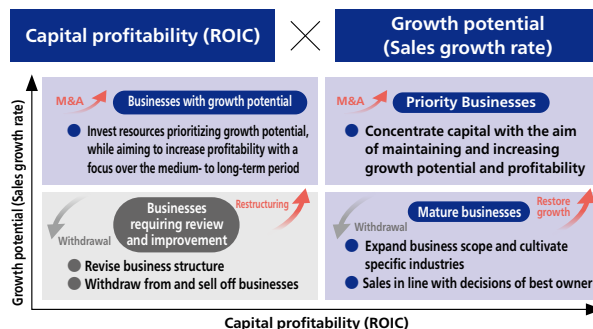 Capital profitability (ROIC)
Growth potential
(Sales growth rate)
Growth potential (Sales growth rate)
M&A
Businesses with growth potential
Invest resources prioritizing growth potential,
while aiming to increase profitability with a
focus over the medium- to long-term period
M&A
Priority Businesses
Concentrate capital with the aim
of maintaining and increasing
growth potential and profitability
Withdrawal
Businesses
requiring review
and improvement
Restructuring
Revise business structure
Withdraw from and sell off businesses
Withdrawal
Mature businesses
Restore
growth
Expand business scope and cultivate
specific industries
Sales in line with decisions of best owner
Capital profitability (ROIC)